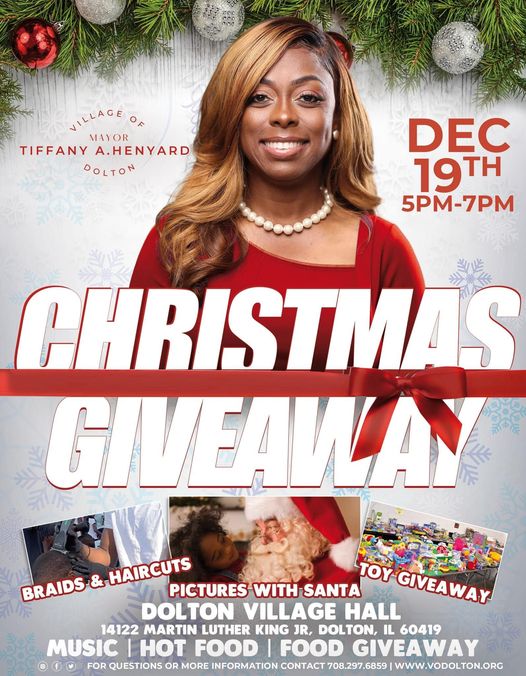 VILLAGE OF
MAYOR
TIFFANY A.HENYARD
DOLTON
DEC
19TH
5PM-7PM
CHRISTMAS
GIVEAWAY
BRAIDS & HAIRCUTS
PICTURES WITH SANTA
TOY GIVEAWAY
DOLTON VILLAGE HALL
14122 MARTIN LUTHER KING JR, DOLTON, IL 60419
MUSIC | HOT FOOD | FOOD GIVEAWAY
FOR QUESTIONS OR MORE INFORMATION CONTACT 708.297.6859 | WWW.VODOLTON.ORG